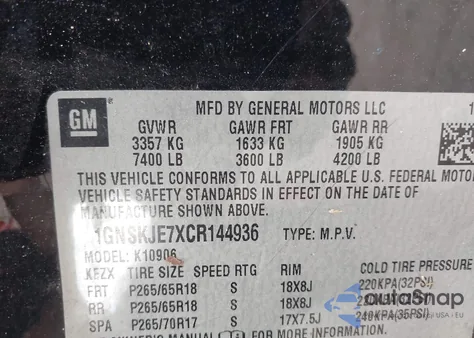 GM
MFD BY GENERAL MOTORS LLC
GVWR GAWR FRT GAWR RR
3357 KG 1633 KG 1905 KG
7400 LB 3600 LB 4200 LB
THIS VEHICLE CONFORMS TO ALL APPLICABLE U.S. FEDERAL MOTOR
VEHICLE SAFETY STANDARDS IN EFFECT ON THE DATE OF
MANUFACTURE SHOWN ABOVE.
1GNSKJE7XCR144936 TYPE: M.P.V.
MODEL: K10906
TIRE SIZE SPEED RTG RIM COLD TIRE PRESSURE
FRT P265/65R18 S 18X8J 220KPA(32PSI)
RR P265/65R18 S 18X8J
SPA P265/70R17 S 17X7.5J 240KPA(35PSI)
autoSnap